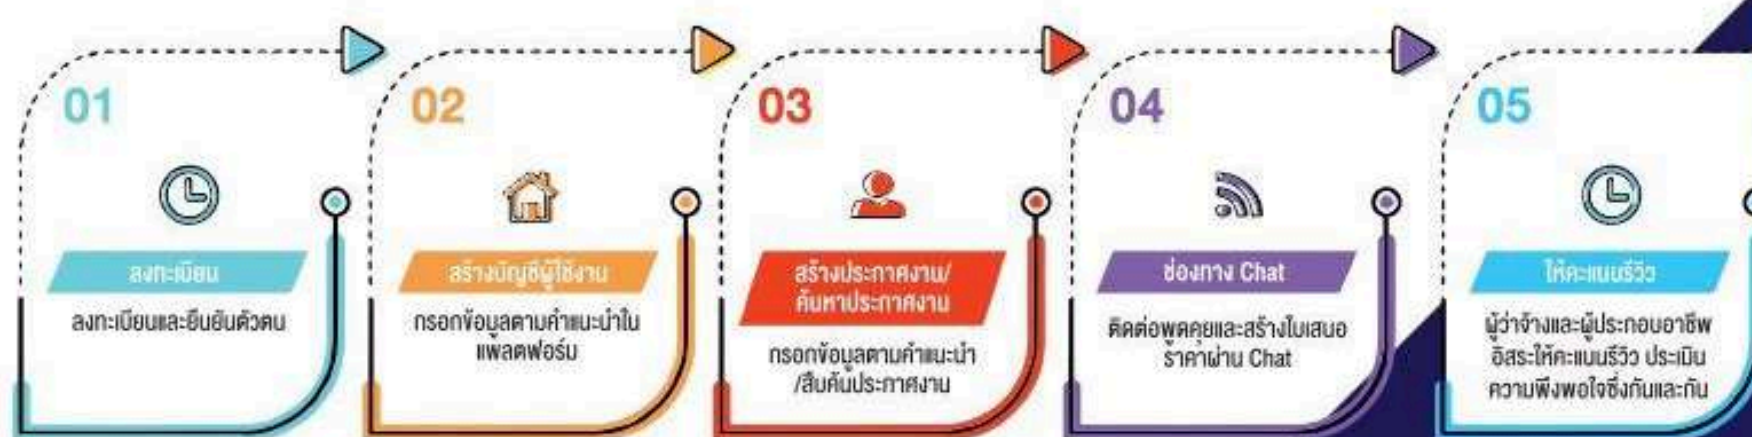 01
ลงทะเบียน
ลงทะเบียนและยืนยันตัวตน
02
สร้างบัญชีผู้ใช้งาน
กรอกข้อมูลตามคำแนะนำใน
แพลตฟอร์ม
03
สร้างประกาศงาน/
ค้นหาประกาศงาน
กรอกข้อมูลตามคำแนะนำ
/สืบค้นประกาศงาน
04
ช่องทาง Chat
ติดต่อพูดคุยและสร้างใบเสนอ
ราคาผ่าน Chat
05
ให้คะแนนรีวิว
ผู้ว่าจ้างและผู้ประกอบอาชีพ
อิสระให้คะแนนรีวิว ประเมิน
ความพึงพอใจซึ่งกันและกัน